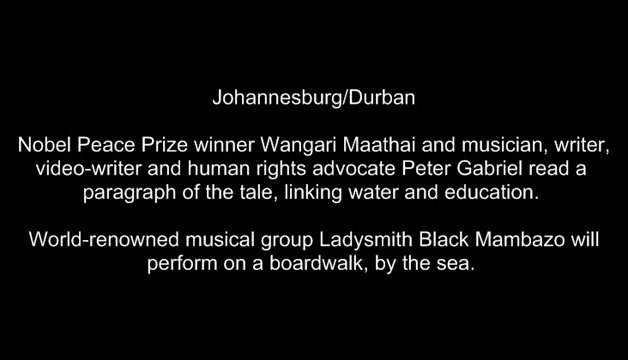 Johannesburg/Durban
Nobel Peace Prize winner Wangari Maathai and musician, writer,
video-writer and human rights advocate Peter Gabriel read a
paragraph of the tale, linking water and education.
World-renowned musical group Ladysmith Black Mambazo will
perform on a boardwalk, by the sea.